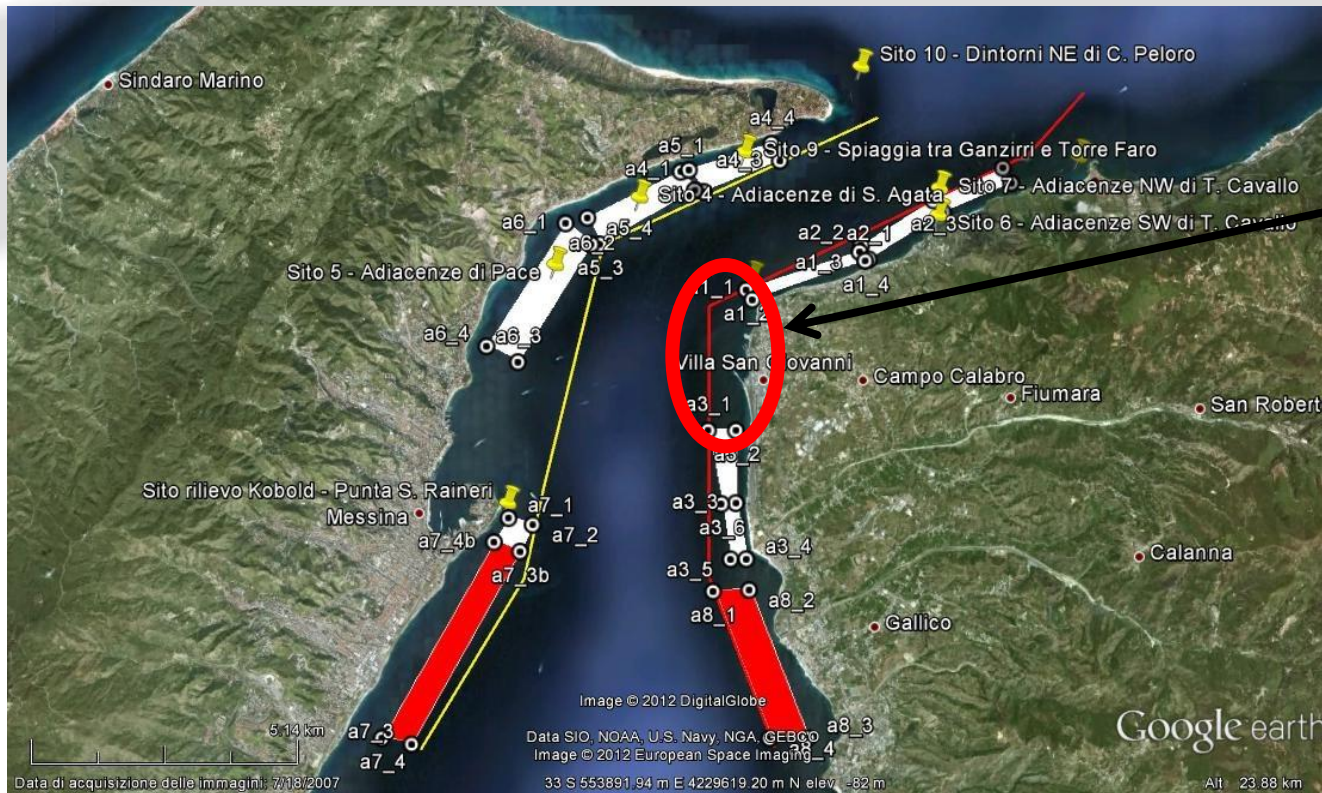 Sito 10 - Dintorni NE di C. Peloro
Sindaro Marino
a4_4
a5_1
a4_1
a4_3
Sito 9 - Spiaggia tra Ganzirri e Torre Faro
Sito 4 - Adiacenze di S. Agata
Sito 7 - Adiacenze NW di T. Cavallo
a6_1
a5_4
a2_3
Sito 6 - Adiacenze SW di T. Cavallo
a6_2
a2_2
a2_1
Sito 5 - Adiacenze di Pace
a5_3
a1_3
a1_4
a1_1
a1_2
a6_4
a6_3
Villa San Giovanni
Campo Calabro
Fiumara
San Roberto
a3_1
a3_2
Sito rilievo Kobold - Punta S. Raineri
a7_1
a3_3
Messina
a7_2
a3_6
a7_4b
a3_4
Calanna
a7_3b
a3_5
a8_2
a8_1
Gallico
Image © 2012 DigitalGlobe
a7_3
5.14 km
a8_3
Data SIO, NOAA, U.S. Navy, NGA, GEBCO
a8_4
Google earth
a7_4
Image © 2012 European Space Imaging
Data di acquisizione delle immagini: 7/18/2007
33 S 553891.94 m E 4229619.20 m N elev -82 m
Alt 23.88 km